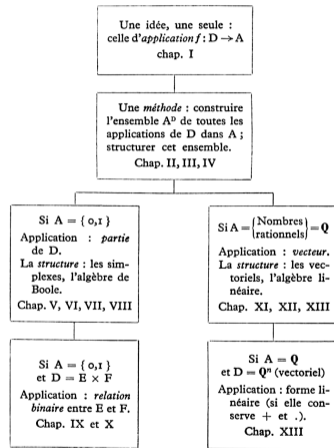 Une idée, une seule :
celle d'application f : D → A
chap. I
Une méthode : construire
l'ensemble Aᴰ de toutes les
applications de D dans A ;
structurer cet ensemble.
Chap. II, III, IV
Si A = { 0,1 }
Application : partie
de D.
La structure : les sim-
plexes, l'algèbre de
Boole.
Chap. V, VI, VII, VIII
Si A = (Nombres rationnels) = Q
Application : vecteur.
La structure : les vec-
toriels, l'algèbre li-
néaire.
Chap. XI, XII, XIII
Si A = { 0,1 }
et D = E × F
Application : relation
binaire entre E et F.
Chap. IX et X
Si A = Q
et D = Qⁿ (vectoriel)
Application : forme li-
néaire (si elle
conserve + et .).
Chap. XIII